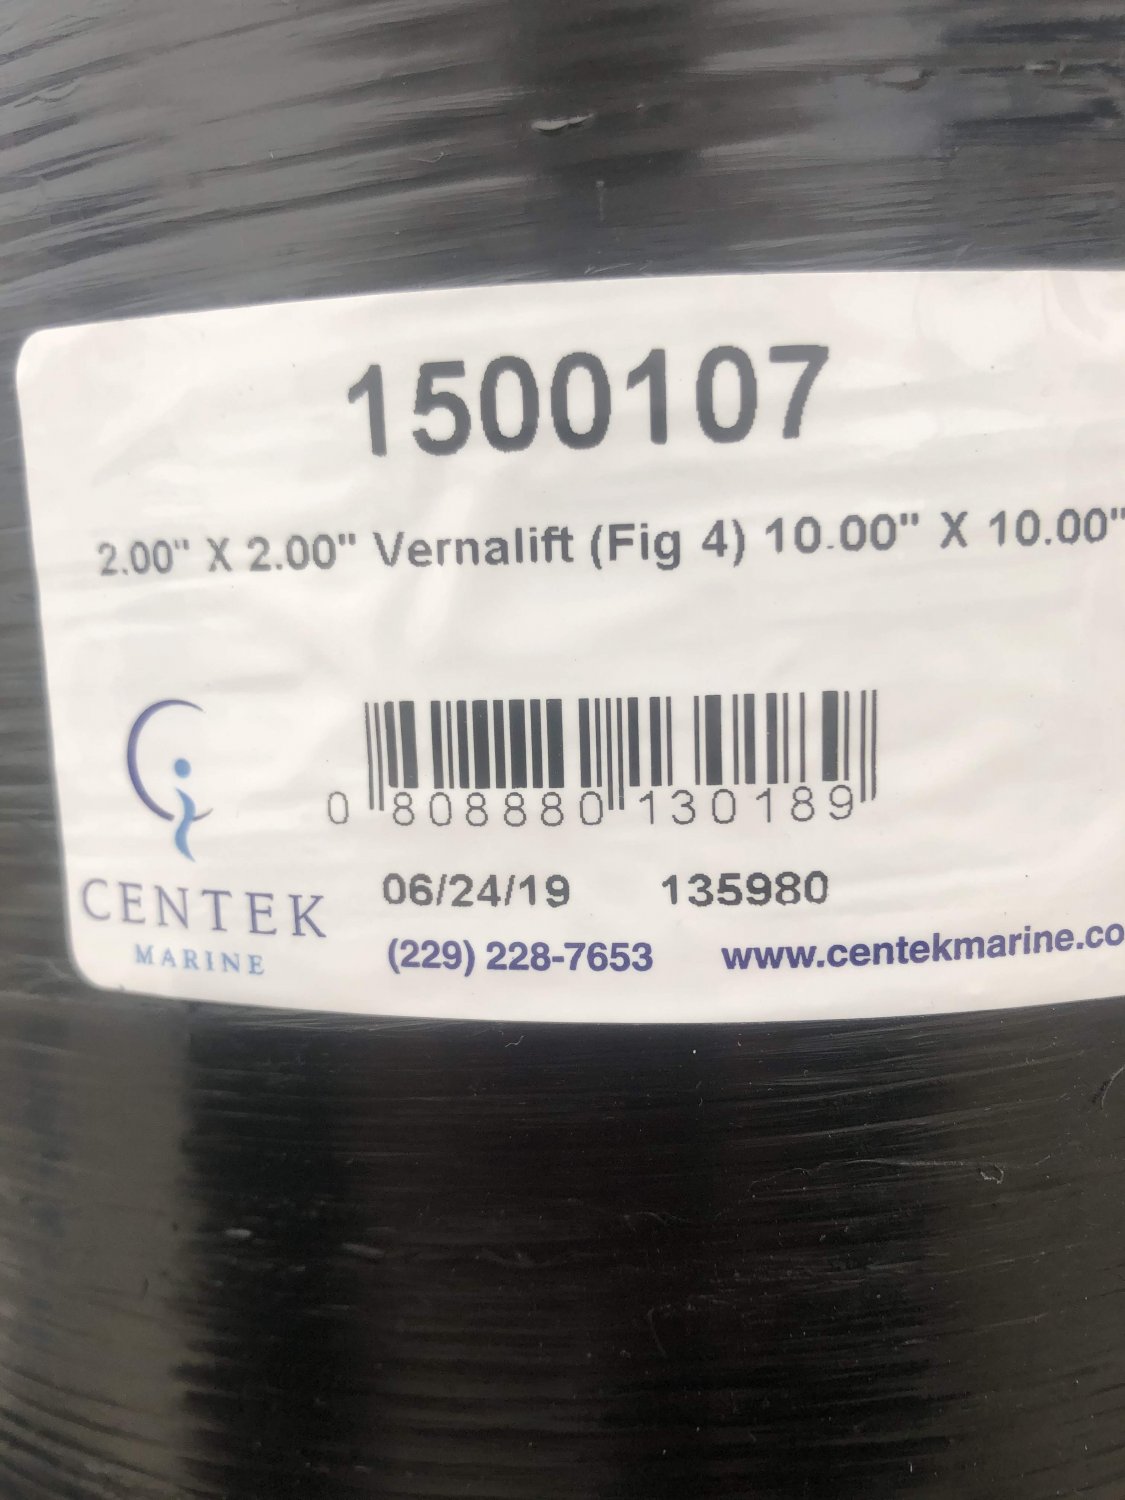 1500107
2.00" X 2.00" Vernalift (Fig 4) 10.00" X 10.00"
0 808880 130189
CENTEK
MARINE
06/24/19 135980
(229) 228-7653 www.centekmarine.co